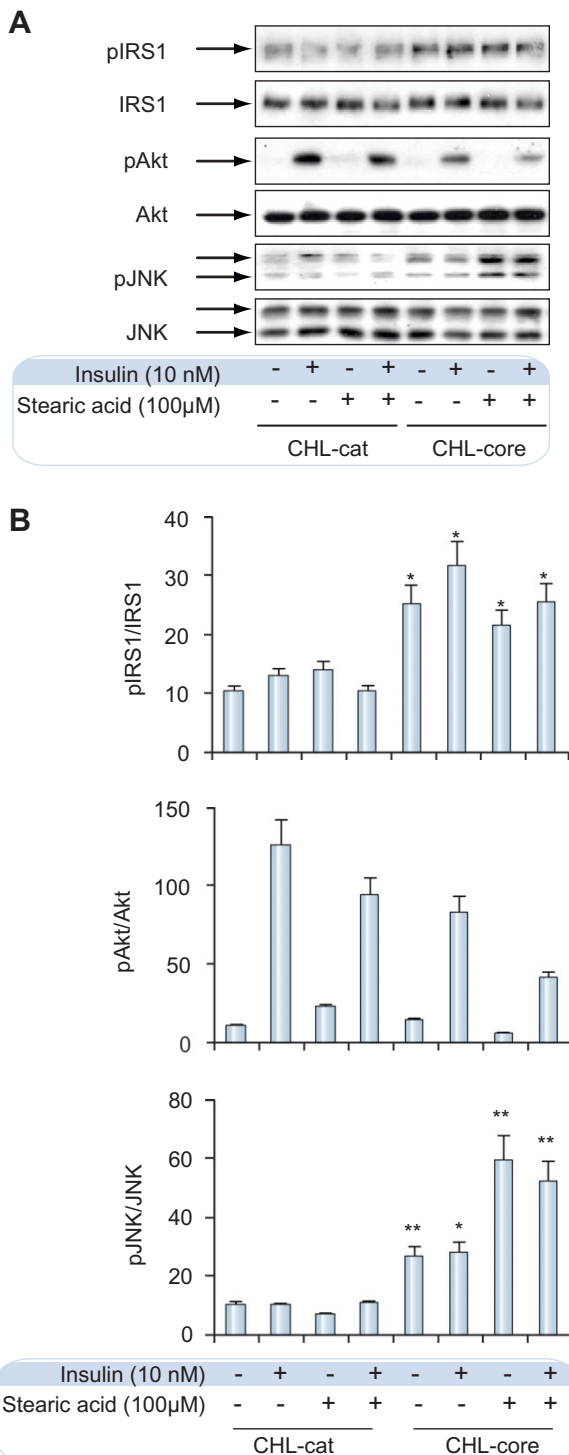 A
pIRS1
IRS1
pAkt
Akt
pJNK
JNK
Insulin (10 nM) - + - + - + - +
Stearic acid (100µM) - - + + - - + +
CHL-cat CHL-core
B
pIRS1/IRS1
40
30
20
10
0
* * * *
pAkt/Akt
150
100
50
0
pJNK/JNK
80
60
40
20
0
** * ** **
Insulin (10 nM) - + - + - + - +
Stearic acid (100µM) - - + + - - + +
CHL-cat CHL-core